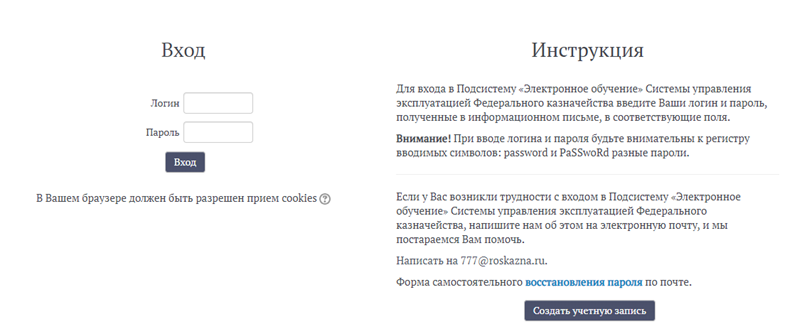 Вход
Логин
Пароль
Вход
В Вашем браузере должен быть разрешен прием cookies ?
Инструкция
Для входа в Подсистему «Электронное обучение» Системы управления
эксплуатацией Федерального казначейства введите Ваши логин и пароль,
полученные в информационном письме, в соответствующие поля.
Внимание! При вводе логина и пароля будьте внимательны к регистру
вводимых символов: password и PaSSwoRd разные пароли.
Если у Вас возникли трудности с входом в Подсистему «Электронное
обучение» Системы управления эксплуатацией Федерального
казначейства, напишите нам об этом на электронную почту, и мы
постараемся Вам помочь.
Написать на 777@roskazna.ru.
Форма самостоятельного восстановления пароля по почте.
Создать учетную запись